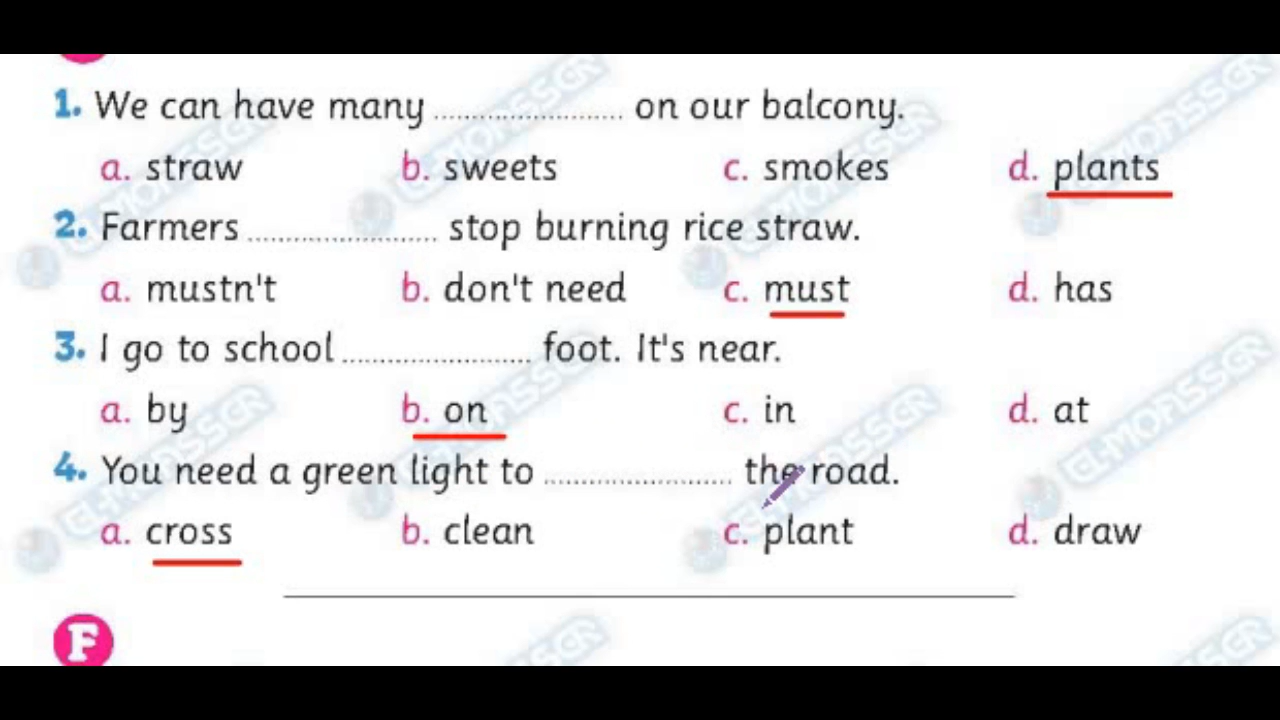 1. We can have many ........................ on our balcony.
a. straw b. sweets c. smokes d. plants
2. Farmers ........................ stop burning rice straw.
a. mustn't b. don't need c. must d. has
3. I go to school ........................ foot. It's near.
a. by b. on c. in d. at
4. You need a green light to ........................ the road.
a. cross b. clean c. plant d. draw
F